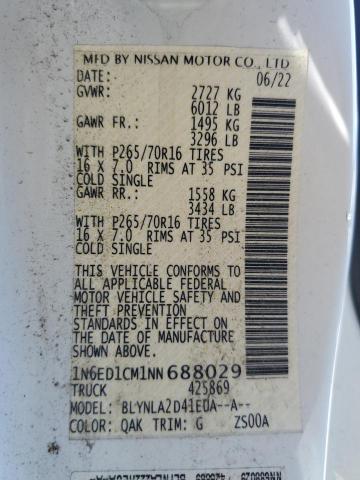 MFD BY NISSAN MOTOR CO., LTD
DATE: 06/22
GVWR: 2727 KG
6012 LB
GAWR FR.: 1495 KG
3296 LB
WITH P265/70R16 TIRES
16 X 7.0 RIMS AT 35 PSI
COLD SINGLE
GAWR RR.: 1558 KG
3434 LB
WITH P265/70R16 TIRES
16 X 7.0 RIMS AT 35 PSI
COLD SINGLE
THIS VEHICLE CONFORMS TO
ALL APPLICABLE FEDERAL
MOTOR VEHICLE SAFETY AND
THEFT PREVENTION
STANDARDS IN EFFECT ON
THE DATE OF MANUFACTURE
SHOWN ABOVE.
1N6ED1CM1NN688029
TRUCK 425869
MODEL: BLYNLA2D41EUA--A--
COLOR: QAK TRIM: G ZS00A